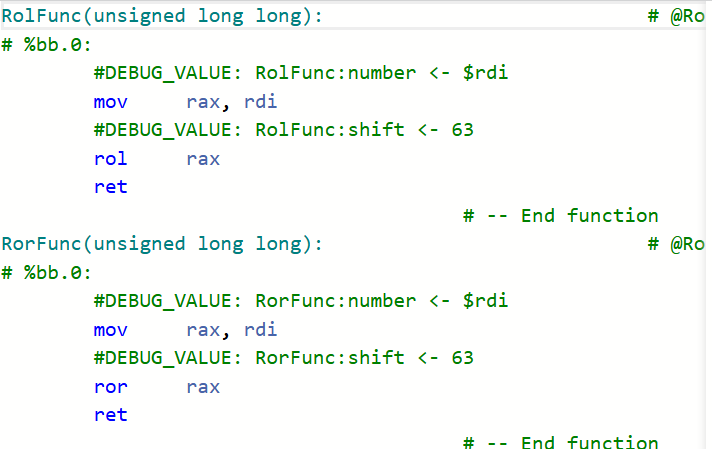 RolFunc(unsigned long long): # @Ro
# %bb.0:
#DEBUG_VALUE: RolFunc:number <- $rdi
mov rax, rdi
#DEBUG_VALUE: RolFunc:shift <- 63
rol rax
ret
# -- End function
RorFunc(unsigned long long): # @Ro
# %bb.0:
#DEBUG_VALUE: RorFunc:number <- $rdi
mov rax, rdi
#DEBUG_VALUE: RorFunc:shift <- 63
ror rax
ret
# -- End function